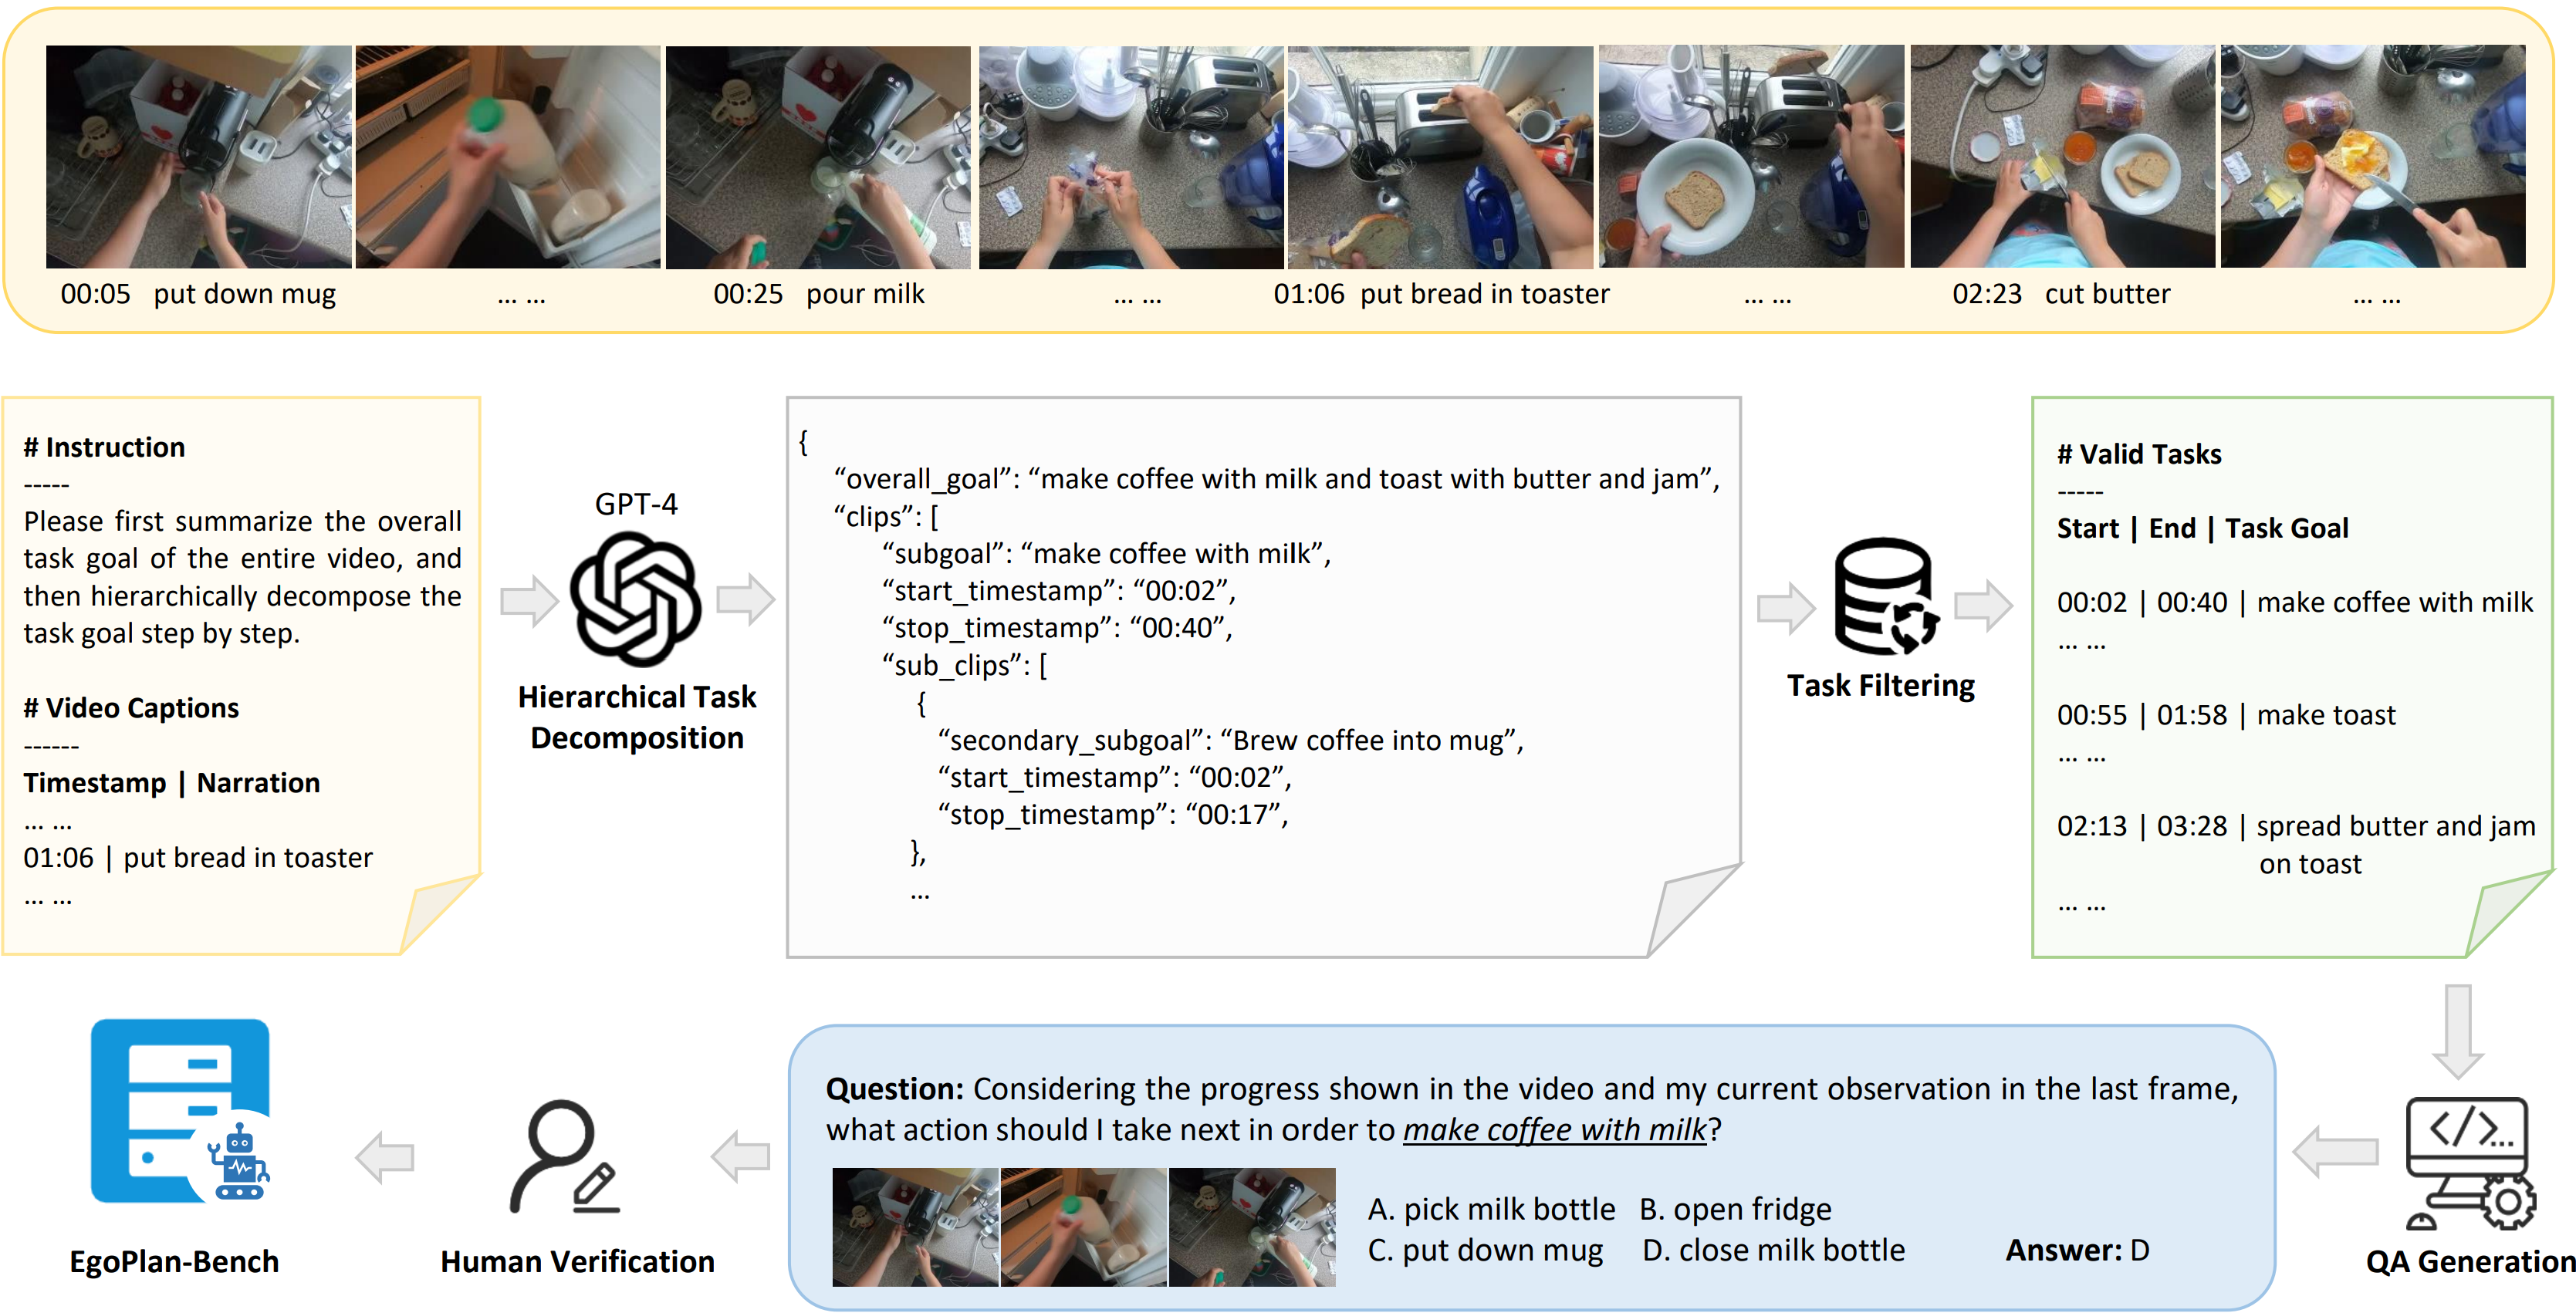 00:05 put down mug
... ...
00:25 pour milk
... ...
01:06 put bread in toaster
... ...
02:23 cut butter
... ...
# Instruction
-----
Please first summarize the overall
task goal of the entire video, and
then hierarchically decompose the
task goal step by step.
# Video Captions
------
Timestamp | Narration
... ...
01:06 | put bread in toaster
... ...
GPT-4
Hierarchical Task
Decomposition
{
“overall_goal”: “make coffee with milk and toast with butter and jam”,
“clips”: [
“subgoal”: “make coffee with milk”,
“start_timestamp”: “00:02”,
“stop_timestamp”: “00:40”,
“sub_clips”: [
{
“secondary_subgoal”: “Brew coffee into mug”,
“start_timestamp”: “00:02”,
“stop_timestamp”: “00:17”,
},
...
Task Filtering
# Valid Tasks
-----
Start | End | Task Goal
00:02 | 00:40 | make coffee with milk
... ...
00:55 | 01:58 | make toast
... ...
02:13 | 03:28 | spread butter and jam
on toast
... ...
</>...
QA Generation
Question: Considering the progress shown in the video and my current observation in the last frame,
what action should I take next in order to make coffee with milk?
A. pick milk bottle B. open fridge
C. put down mug D. close milk bottle
Answer: D
Human Verification
EgoPlan-Bench